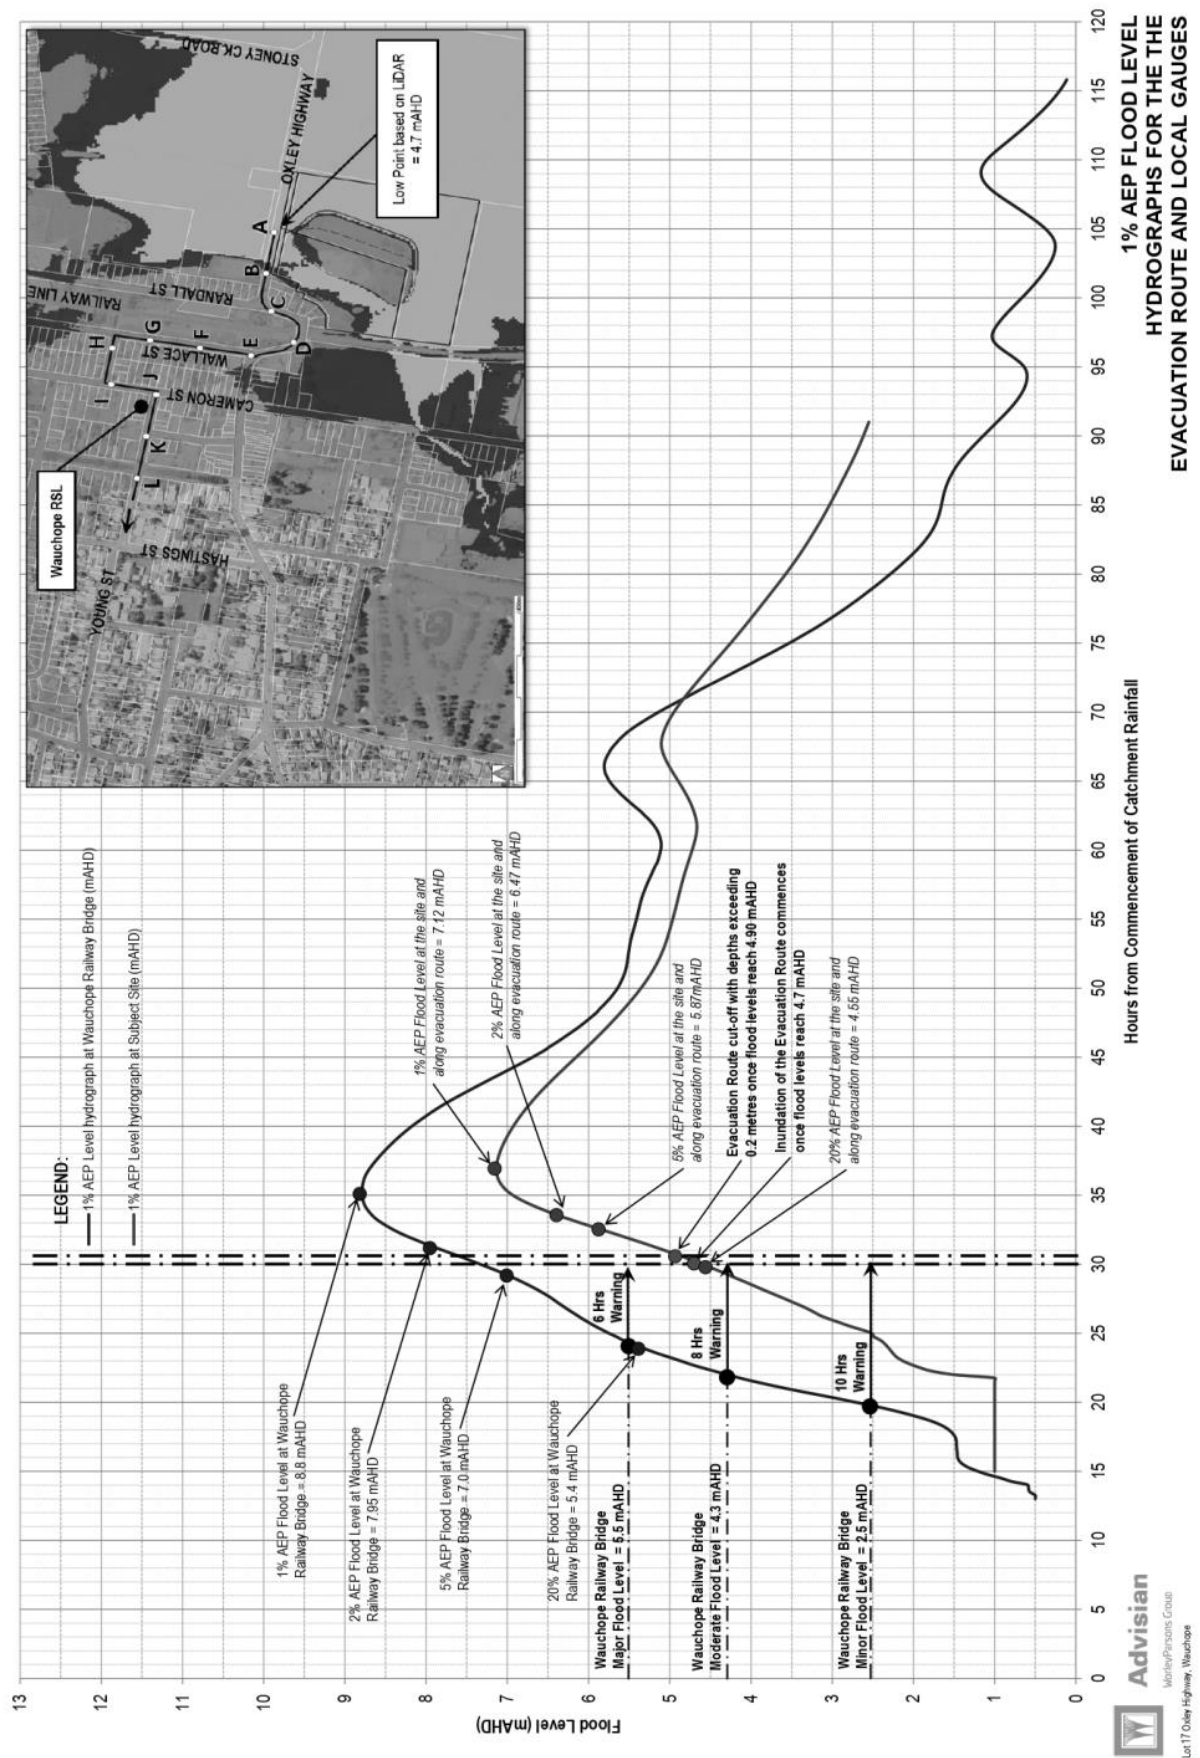 LEGEND:
1% AEP Level hydrograph at Wauchope Railway Bridge (mAHD)
1% AEP Level hydrograph at Subject Site (mAHD)
Flood Level (mAHD)
13
12
11
10
9
8
7
6
5
4
3
2
1
0
1% AEP Flood Level at Wauchope
Railway Bridge = 8.8 mAHD
2% AEP Flood Level at Wauchope
Railway Bridge = 7.95 mAHD
5% AEP Flood Level at Wauchope
Railway Bridge = 7.0 mAHD
20% AEP Flood Level at Wauchope
Railway Bridge = 5.4 mAHD
Wauchope Railway Bridge
Major Flood Level = 5.5 mAHD
Wauchope Railway Bridge
Moderate Flood Level = 4.3 mAHD
Wauchope Railway Bridge
Minor Flood Level = 2.5 mAHD
6 Hrs
Warning
8 Hrs
Warning
10 Hrs
Warning
1% AEP Flood Level at the site and
along evacuation route = 7.12 mAHD
2% AEP Flood Level at the site and
along evacuation route = 6.47 mAHD
5% AEP Flood Level at the site and
along evacuation route = 5.87mAHD
Evacuation Route cut-off with depths exceeding
0.2 metres once flood levels reach 4.90 mAHD
Inundation of the Evacuation Route commences
once flood levels reach 4.7 mAHD
20% AEP Flood Level at the site and
along evacuation route = 4.55 mAHD
Wauchope RSL
Low Point based on LiDAR
= 4.7 mAHD
YOUNG ST
HASTINGS ST
CAMERON ST
WALLACE ST
RAILWAY LINE
RANDALL ST
OXLEY HIGHWAY
STONEY CK ROAD
A
B
C
D
E
F
G
H
I
J
K
L
0
5
10
15
20
25
30
35
40
45
50
55
60
65
70
75
80
85
90
95
100
105
110
115
120
Hours from Commencement of Catchment Rainfall
Advisian
WorleyParsons Group
Lot 17 Oxley Highway, Wauchope
1% AEP FLOOD LEVEL
HYDROGRAPHS FOR THE THE
EVACUATION ROUTE AND LOCAL GAUGES